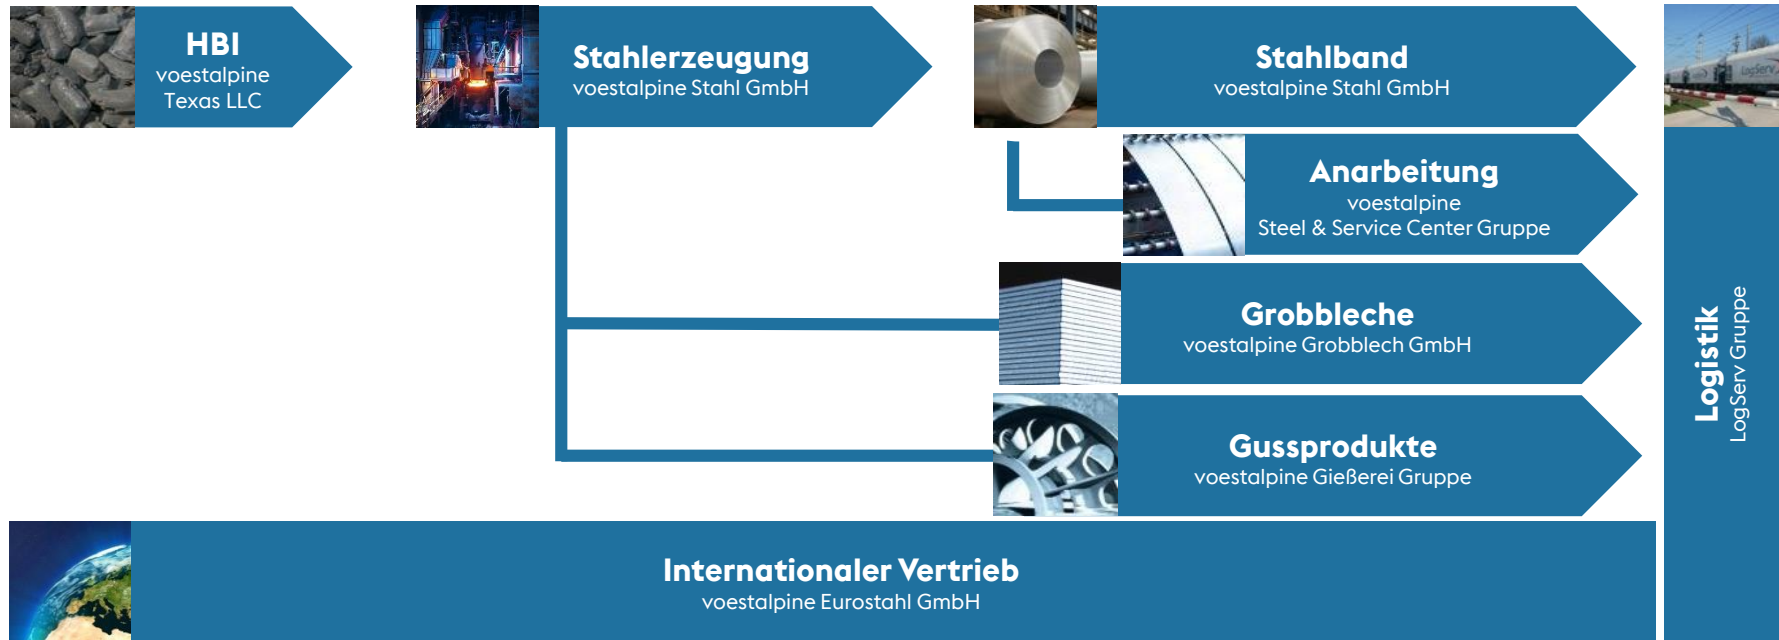 HBI
voestalpine
Texas LLC
Stahlerzeugung
voestalpine Stahl GmbH
Stahlband
voestalpine Stahl GmbH
LogServ
Anarbeitung
voestalpine
Steel & Service Center Gruppe
Grobbleche
voestalpine Grobblech GmbH
Gussprodukte
voestalpine Gießerei Gruppe
Logistik
LogServ Gruppe
Internationaler Vertrieb
voestalpine Eurostahl GmbH